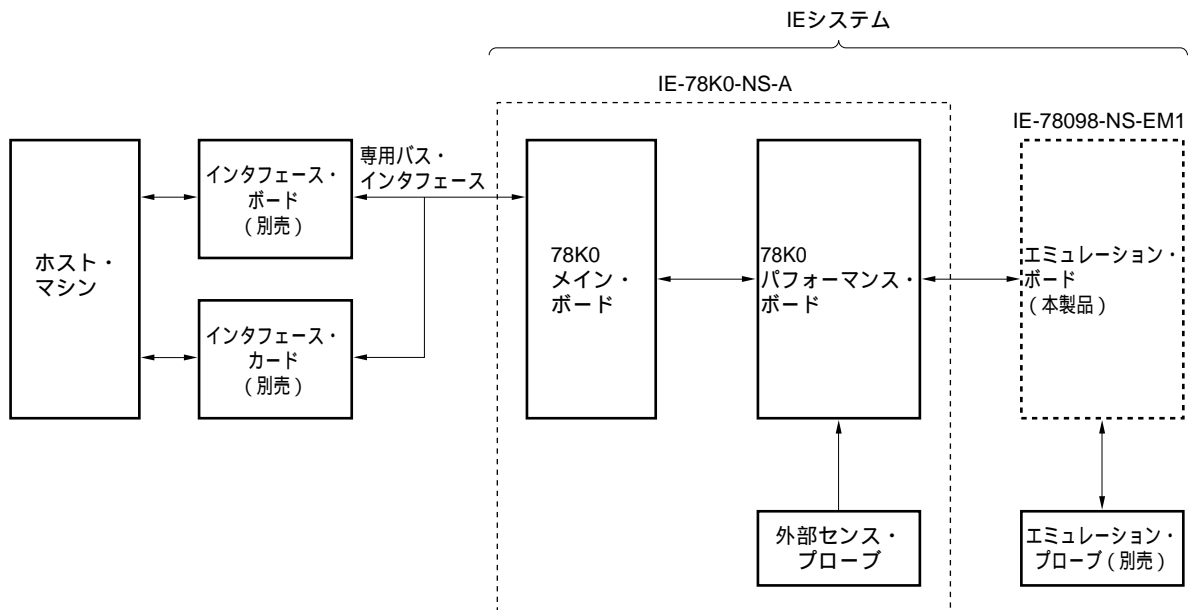 IEシステム
IE-78K0-NS-A
IE-78098-NS-EM1
ホスト・
マシン
インタフェース・
ボード
（別売）
インタフェース・
カード
（別売）
専用バス・
インタフェース
78K0
メイン・
ボード
78K0
パフォーマンス・
ボード
エミュレーション・
ボード
（本製品）
外部センス・
プローブ
エミュレーション・
プローブ（別売）